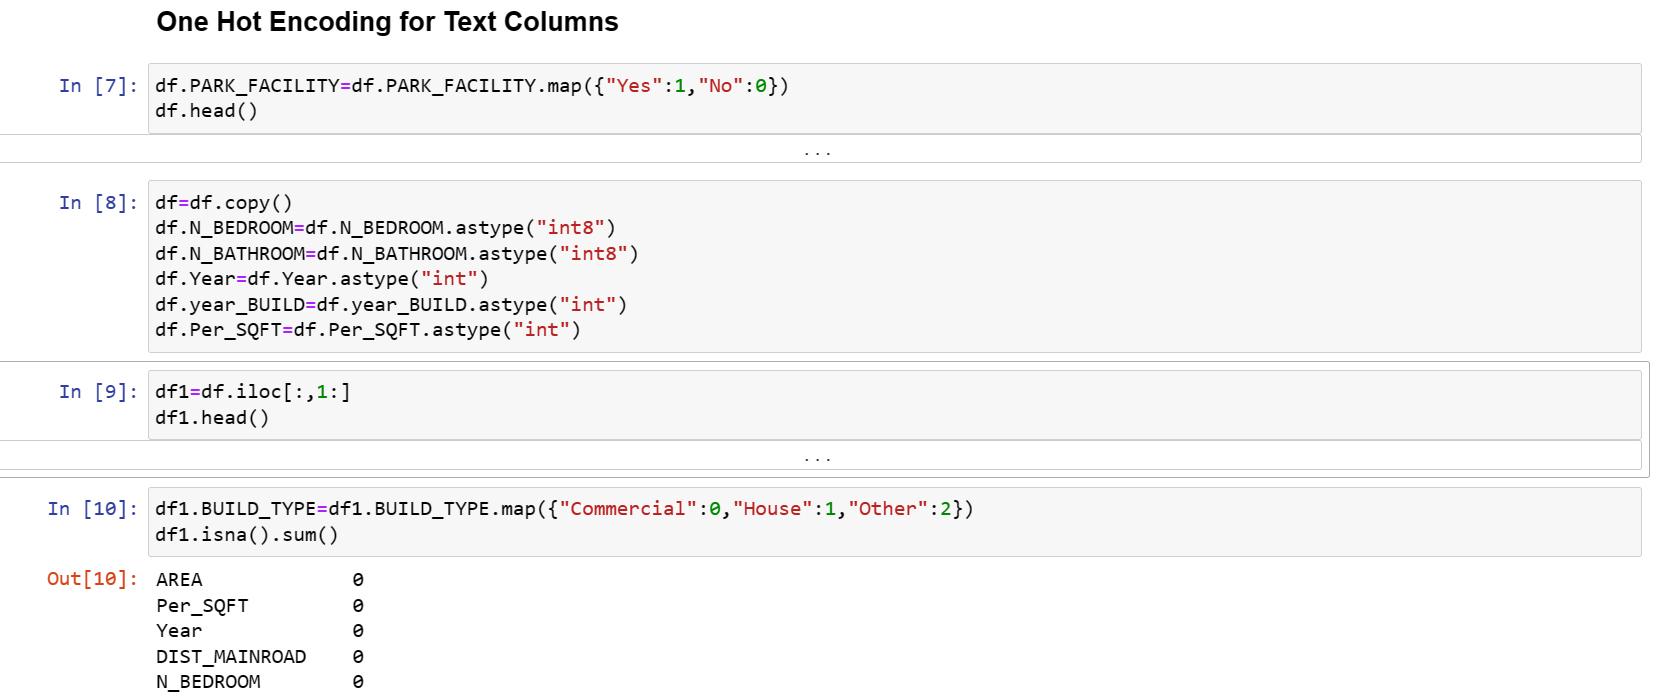 One Hot Encoding for Text Columns
In [7]: df.PARK_FACILITY=df.PARK_FACILITY.map({"Yes":1,"No":0})
df.head()
...
In [8]: df=df.copy()
df.N_BEDROOM=df.N_BEDROOM.astype("int8")
df.N_BATHROOM=df.N_BATHROOM.astype("int8")
df.Year=df.Year.astype("int")
df.year_BUILD=df.year_BUILD.astype("int")
df.Per_SQFT=df.Per_SQFT.astype("int")
In [9]: df1=df.iloc[:,1:]
df1.head()
...
In [10]: df1.BUILD_TYPE=df1.BUILD_TYPE.map({"Commercial":0,"House":1,"Other":2})
df1.isna().sum()
Out[10]: AREA 0
Per_SQFT 0
Year 0
DIST_MAINROAD 0
N_BEDROOM 0